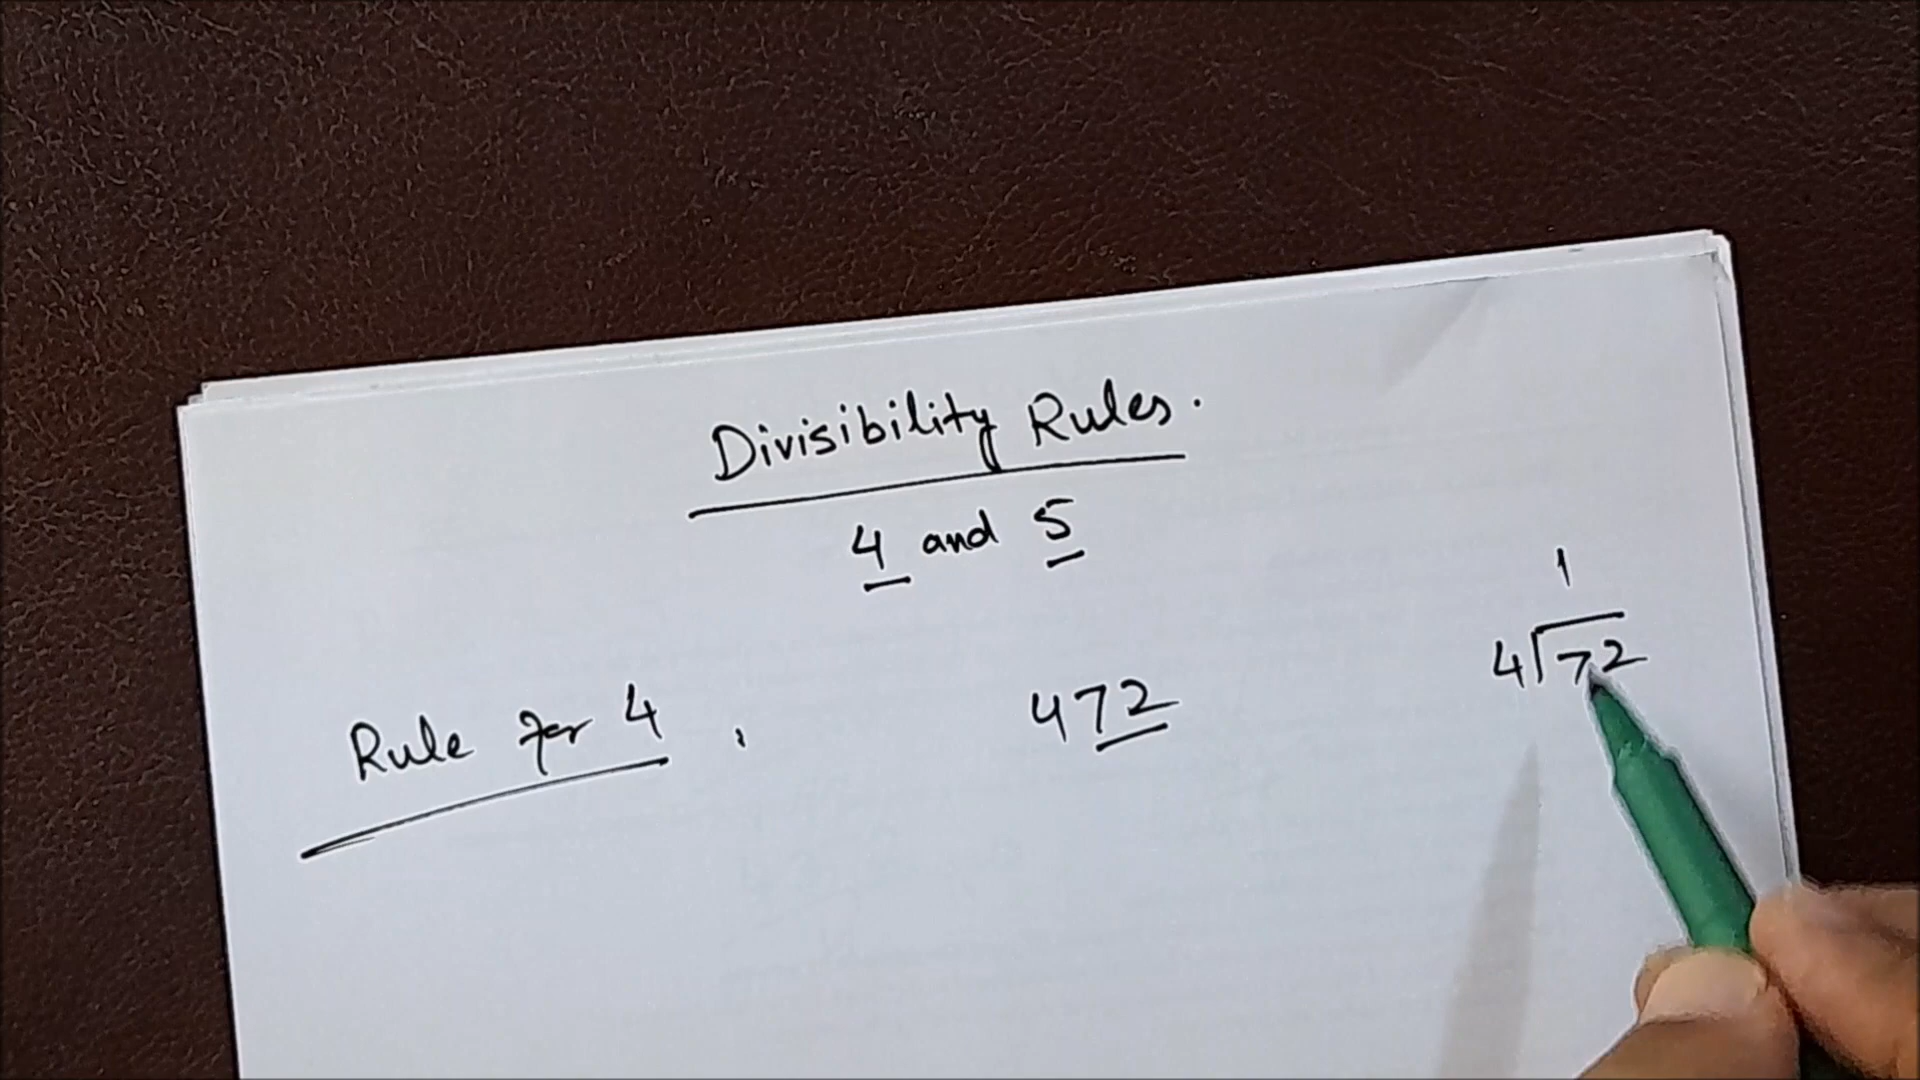 Divisibility Rules.
4 and 5
1
4√72
Rule for 4 , 472